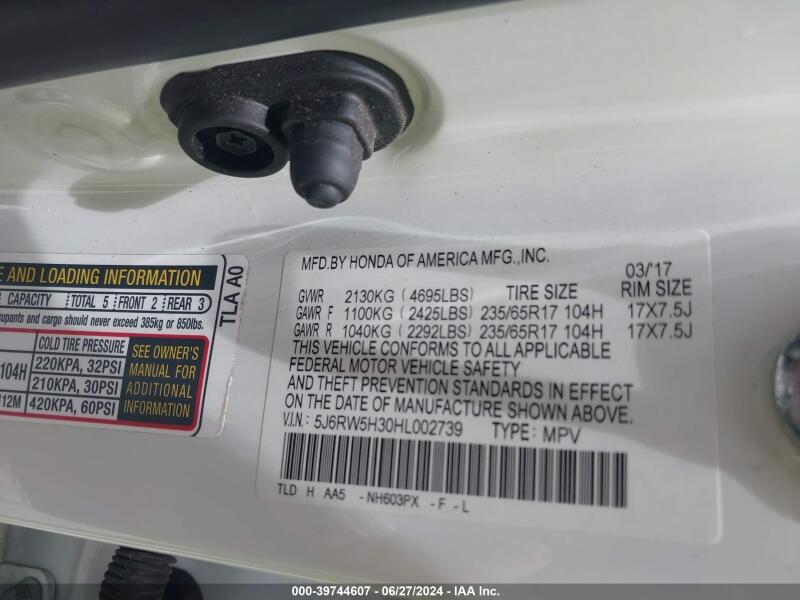 E AND LOADING INFORMATION
CAPACITY TOTAL 5 FRONT 2 REAR 3
upants and cargo should never exceed 385kg or 850lbs.
COLD TIRE PRESSURE
104H 220KPA, 32PSI
210KPA, 30PSI
12M 420KPA, 60PSI
SEE OWNER'S
MANUAL FOR
ADDITIONAL
INFORMATION
TLA A0
MFD.BY HONDA OF AMERICA MFG.,INC. 03/'17
GVWR 2130KG (4695LBS) TIRE SIZE RIM SIZE
GAWR F 1100KG (2425LBS) 235/65R17 104H 17X7.5J
GAWR R 1040KG (2292LBS) 235/65R17 104H 17X7.5J
THIS VEHICLE CONFORMS TO ALL APPLICABLE
FEDERAL MOTOR VEHICLE SAFETY
AND THEFT PREVENTION STANDARDS IN EFFECT
ON THE DATE OF MANUFACTURE SHOWN ABOVE.
V.I.N.: 5J6RW5H30HL002739 TYPE: MPV
TLD H AA5 - NH603PX - F - L
000-39744607 - 06/27/2024 - IAA Inc.